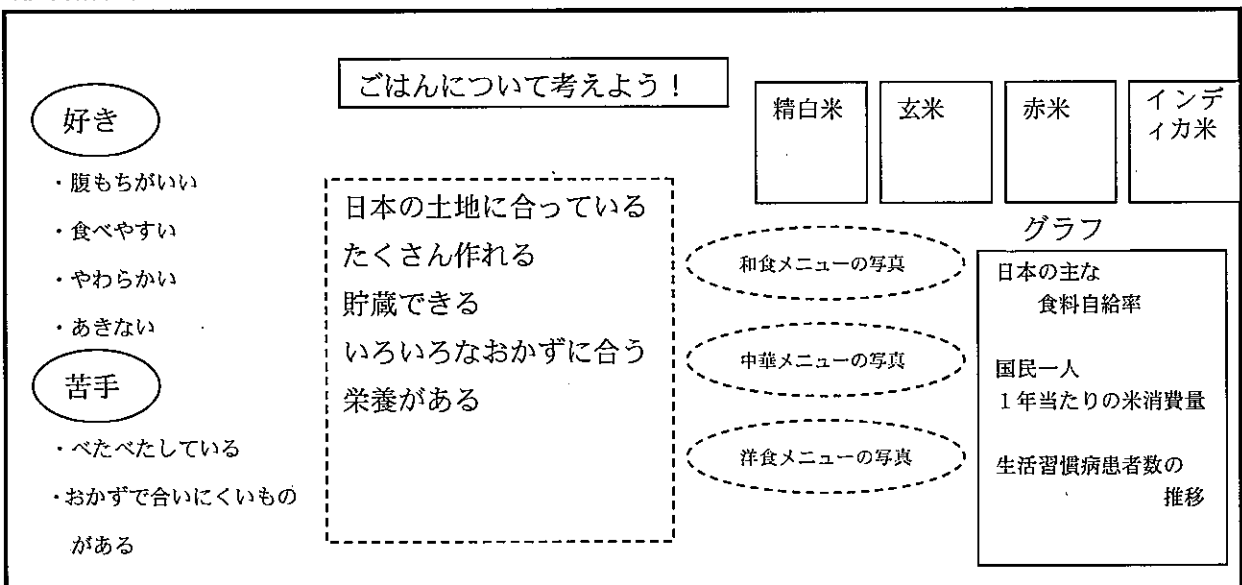 ごはんについて考えよう！
好き
・腹もちがいい
・食べやすい
・やわらかい
・あきない
苦手
・べたべたしている
・おかずで合いにくいもの
がある
日本の土地に合っている
たくさん作れる
貯蔵できる
いろいろなおかずに合う
栄養がある
精白米
玄米
赤米
インデ
ィカ米
和食メニューの写真
中華メニューの写真
洋食メニューの写真
グラフ
日本の主な
食料自給率
国民一人
１年当たりの米消費量
生活習慣病患者数の
推移